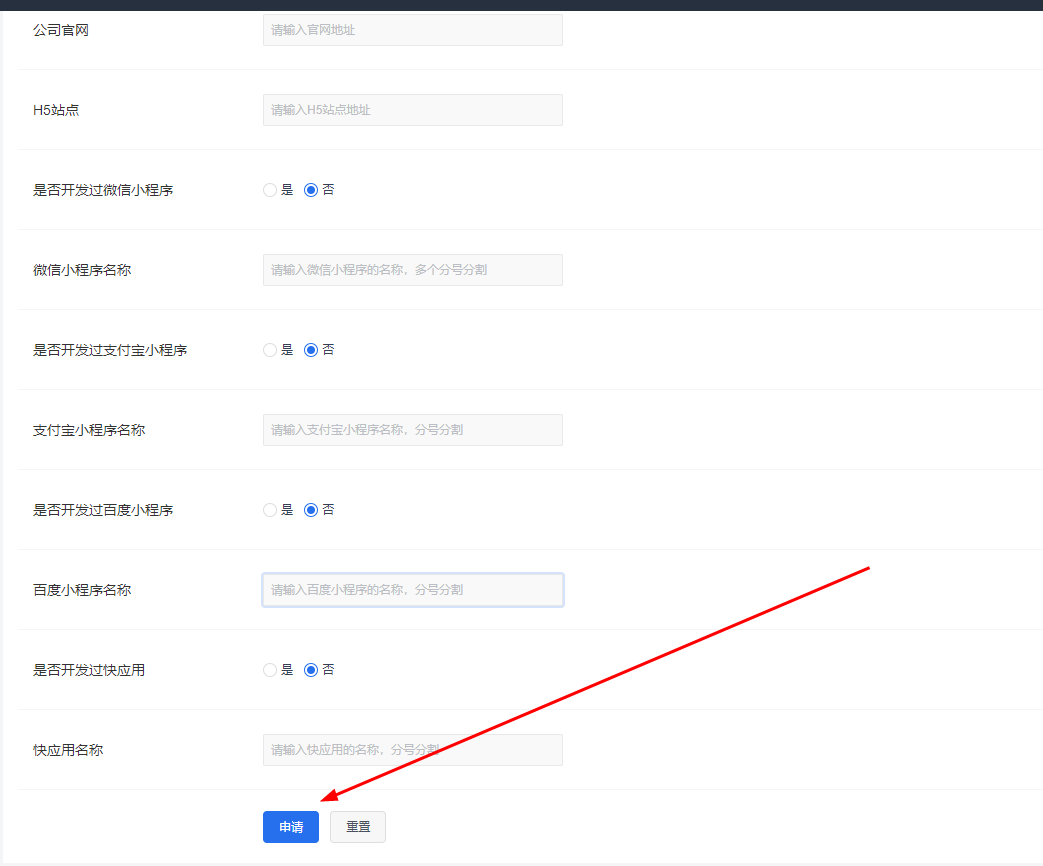 公司官网 请输入官网地址
H5站点 请输入H5站点地址
是否开发过微信小程序 是 否
微信小程序名称 请输入微信小程序的名称，多个分号分割
是否开发过支付宝小程序 是 否
支付宝小程序名称 请输入支付宝小程序名称，分号分割
是否开发过百度小程序 是 否
百度小程序名称 请输入百度小程序的名称，分号分割
是否开发过快应用 是 否
快应用名称 请输入快应用的名称，分号分割
申请 重置